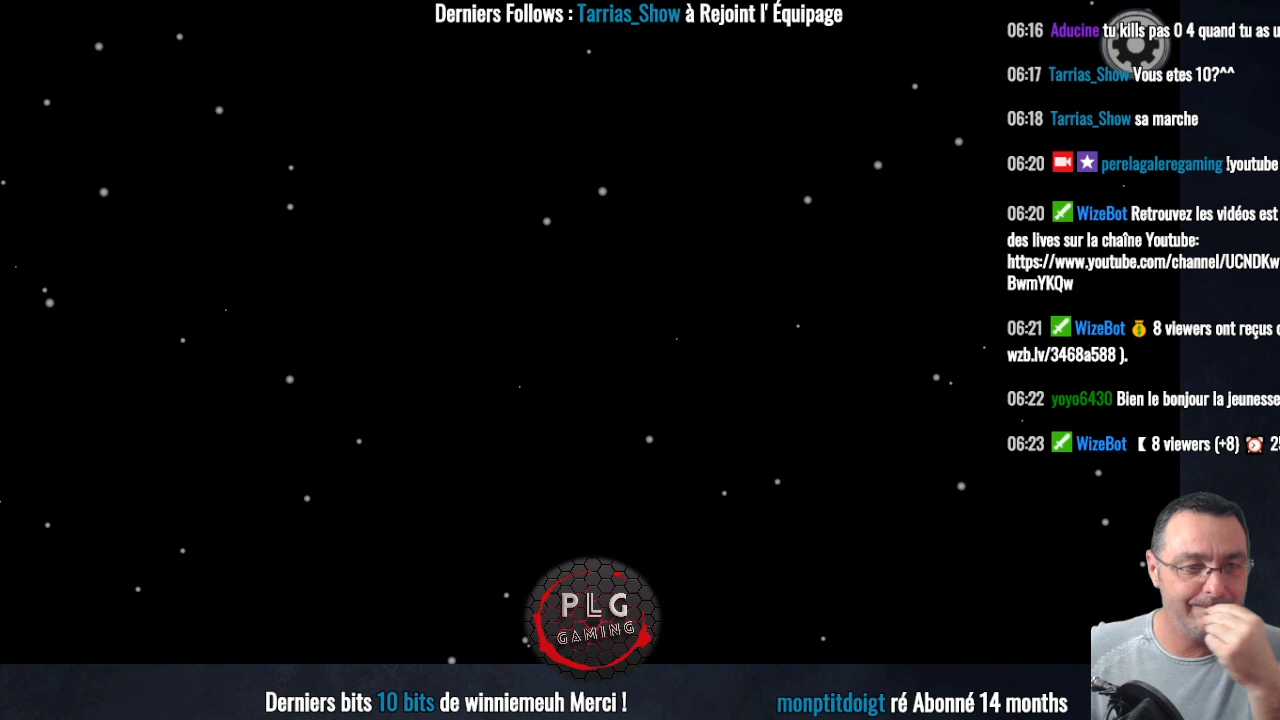 Derniers Follows : Tarrias_Show à Rejoint l' Équipage
06:16 Aducine tu kills pas 0 4 quand tu as u
06:17 Tarrias_Show Vous etes 10?^^
06:18 Tarrias_Show sa marche
06:20 perelagaleregaming !youtube
06:20 WizeBot Retrouvez les vidéos est
des lives sur la chaîne Youtube:
https://www.youtube.com/channel/UCNDKw
BwmYKQw
06:21 WizeBot 💰 8 viewers ont reçus
wzb.lv/3468a588 ).
06:22 yoyo6430 Bien le bonjour la jeunesse
06:23 WizeBot 8 viewers (+8) ⏰ 25
PLG
GAMING
Derniers bits 10 bits de winniemeuh Merci !
monptitdoigt ré Abonné 14 months